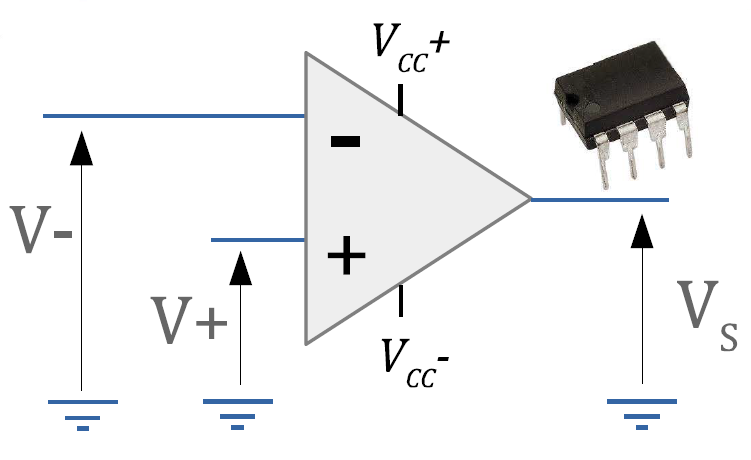 VCC+
-
V-
+
V+
VS
VCC-